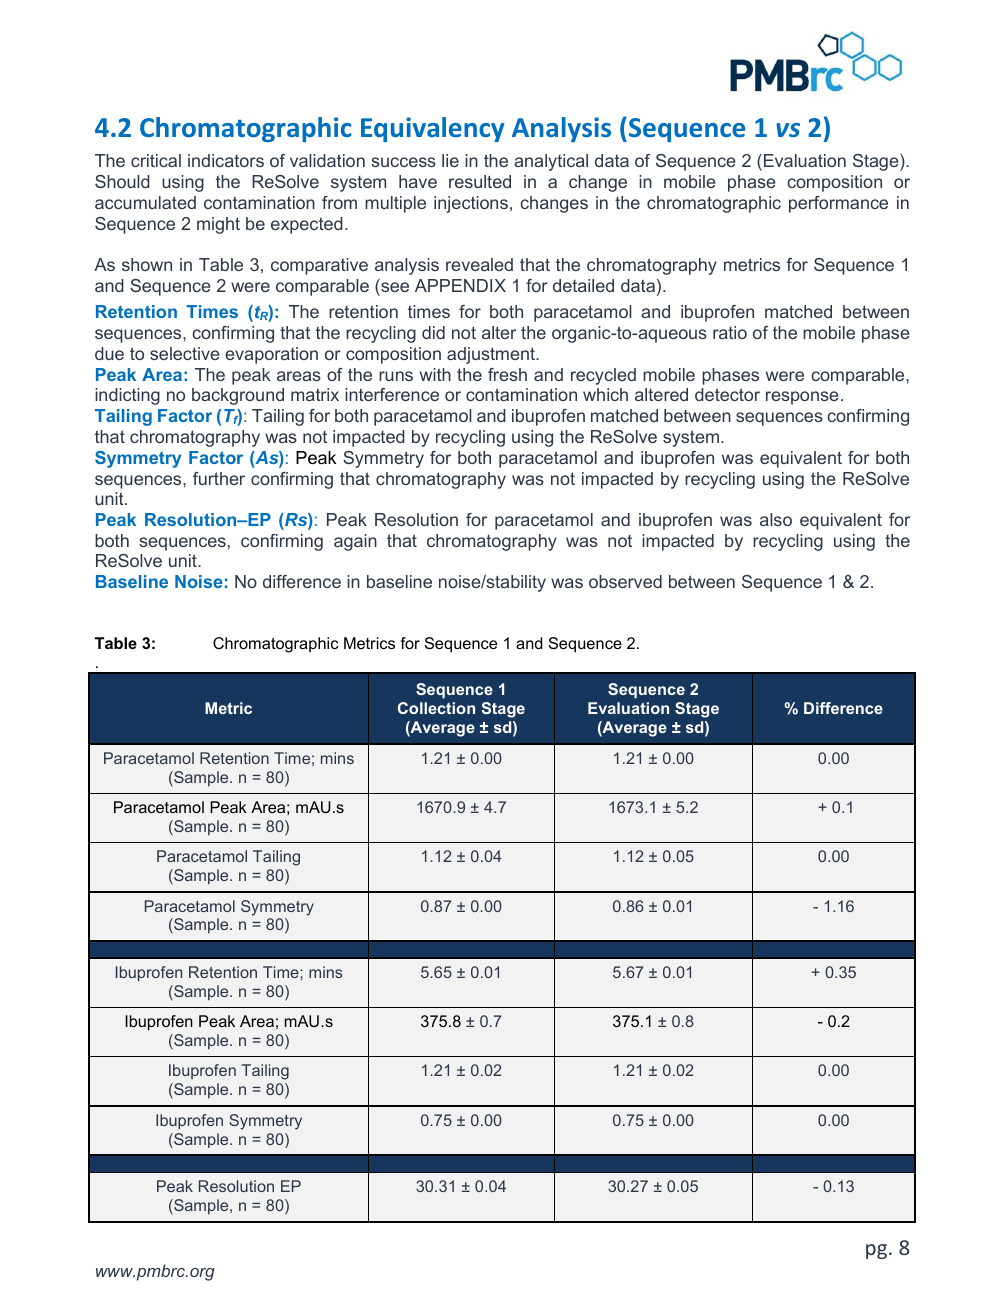 PMBrc
4.2 Chromatographic Equivalency Analysis (Sequence 1 vs 2)
The critical indicators of validation success lie in the analytical data of Sequence 2 (Evaluation Stage).
Should using the ReSolve system have resulted in a change in mobile phase composition or
accumulated contamination from multiple injections, changes in the chromatographic performance in
Sequence 2 might be expected.
As shown in Table 3, comparative analysis revealed that the chromatography metrics for Sequence 1
and Sequence 2 were comparable (see APPENDIX 1 for detailed data).
Retention Times (tR): The retention times for both paracetamol and ibuprofen matched between
sequences, confirming that the recycling did not alter the organic-to-aqueous ratio of the mobile phase
due to selective evaporation or composition adjustment.
Peak Area: The peak areas of the runs with the fresh and recycled mobile phases were comparable,
indicting no background matrix interference or contamination which altered detector response.
Tailing Factor (Tf): Tailing for both paracetamol and ibuprofen matched between sequences confirming
that chromatography was not impacted by recycling using the ReSolve system.
Symmetry Factor (As): Peak Symmetry for both paracetamol and ibuprofen was equivalent for both
sequences, further confirming that chromatography was not impacted by recycling using the ReSolve
unit.
Peak Resolution–EP (Rs): Peak Resolution for paracetamol and ibuprofen was also equivalent for
both sequences, confirming again that chromatography was not impacted by recycling using the
ReSolve unit.
Baseline Noise: No difference in baseline noise/stability was observed between Sequence 1 & 2.
Table 3: Chromatographic Metrics for Sequence 1 and Sequence 2.
.
Metric
Sequence 1
Collection Stage
(Average ± sd)
Sequence 2
Evaluation Stage
(Average ± sd)
% Difference
Paracetamol Retention Time; mins
(Sample. n = 80)
1.21 ± 0.00
1.21 ± 0.00
0.00
Paracetamol Peak Area; mAU.s
(Sample. n = 80)
1670.9 ± 4.7
1673.1 ± 5.2
+ 0.1
Paracetamol Tailing
(Sample. n = 80)
1.12 ± 0.04
1.12 ± 0.05
0.00
Paracetamol Symmetry
(Sample. n = 80)
0.87 ± 0.00
0.86 ± 0.01
- 1.16
Ibuprofen Retention Time; mins
(Sample. n = 80)
5.65 ± 0.01
5.67 ± 0.01
+ 0.35
Ibuprofen Peak Area; mAU.s
(Sample. n = 80)
375.8 ± 0.7
375.1 ± 0.8
- 0.2
Ibuprofen Tailing
(Sample. n = 80)
1.21 ± 0.02
1.21 ± 0.02
0.00
Ibuprofen Symmetry
(Sample. n = 80)
0.75 ± 0.00
0.75 ± 0.00
0.00
Peak Resolution EP
(Sample, n = 80)
30.31 ± 0.04
30.27 ± 0.05
- 0.13
pg. 8
www.pmbrc.org